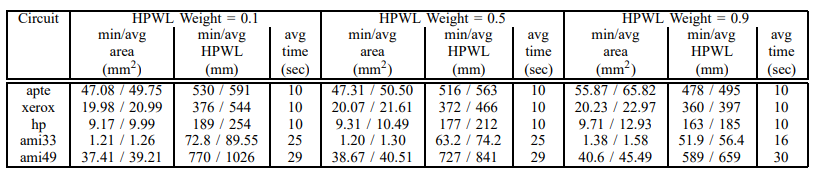 Circuit HPWL Weight = 0.1 HPWL Weight = 0.5 HPWL Weight = 0.9
min/avg min/avg avg min/avg min/avg avg min/avg min/avg avg
area HPWL time area HPWL time area HPWL time
(mm²) (mm) (sec) (mm²) (mm) (sec) (mm²) (mm) (sec)
apte 47.08 / 49.75 530 / 591 10 47.31 / 50.50 516 / 563 10 55.87 / 65.82 478 / 495 10
xerox 19.98 / 20.99 376 / 544 10 20.07 / 21.61 372 / 466 10 20.23 / 22.97 360 / 397 10
hp 9.17 / 9.99 189 / 254 10 9.31 / 10.49 177 / 212 10 9.71 / 12.93 163 / 185 10
ami33 1.21 / 1.26 72.8 / 89.55 25 1.20 / 1.30 63.2 / 74.2 25 1.38 / 1.58 51.9 / 56.4 16
ami49 37.41 / 39.21 770 / 1026 29 38.67 / 40.51 727 / 841 29 40.6 / 45.49 589 / 659 30